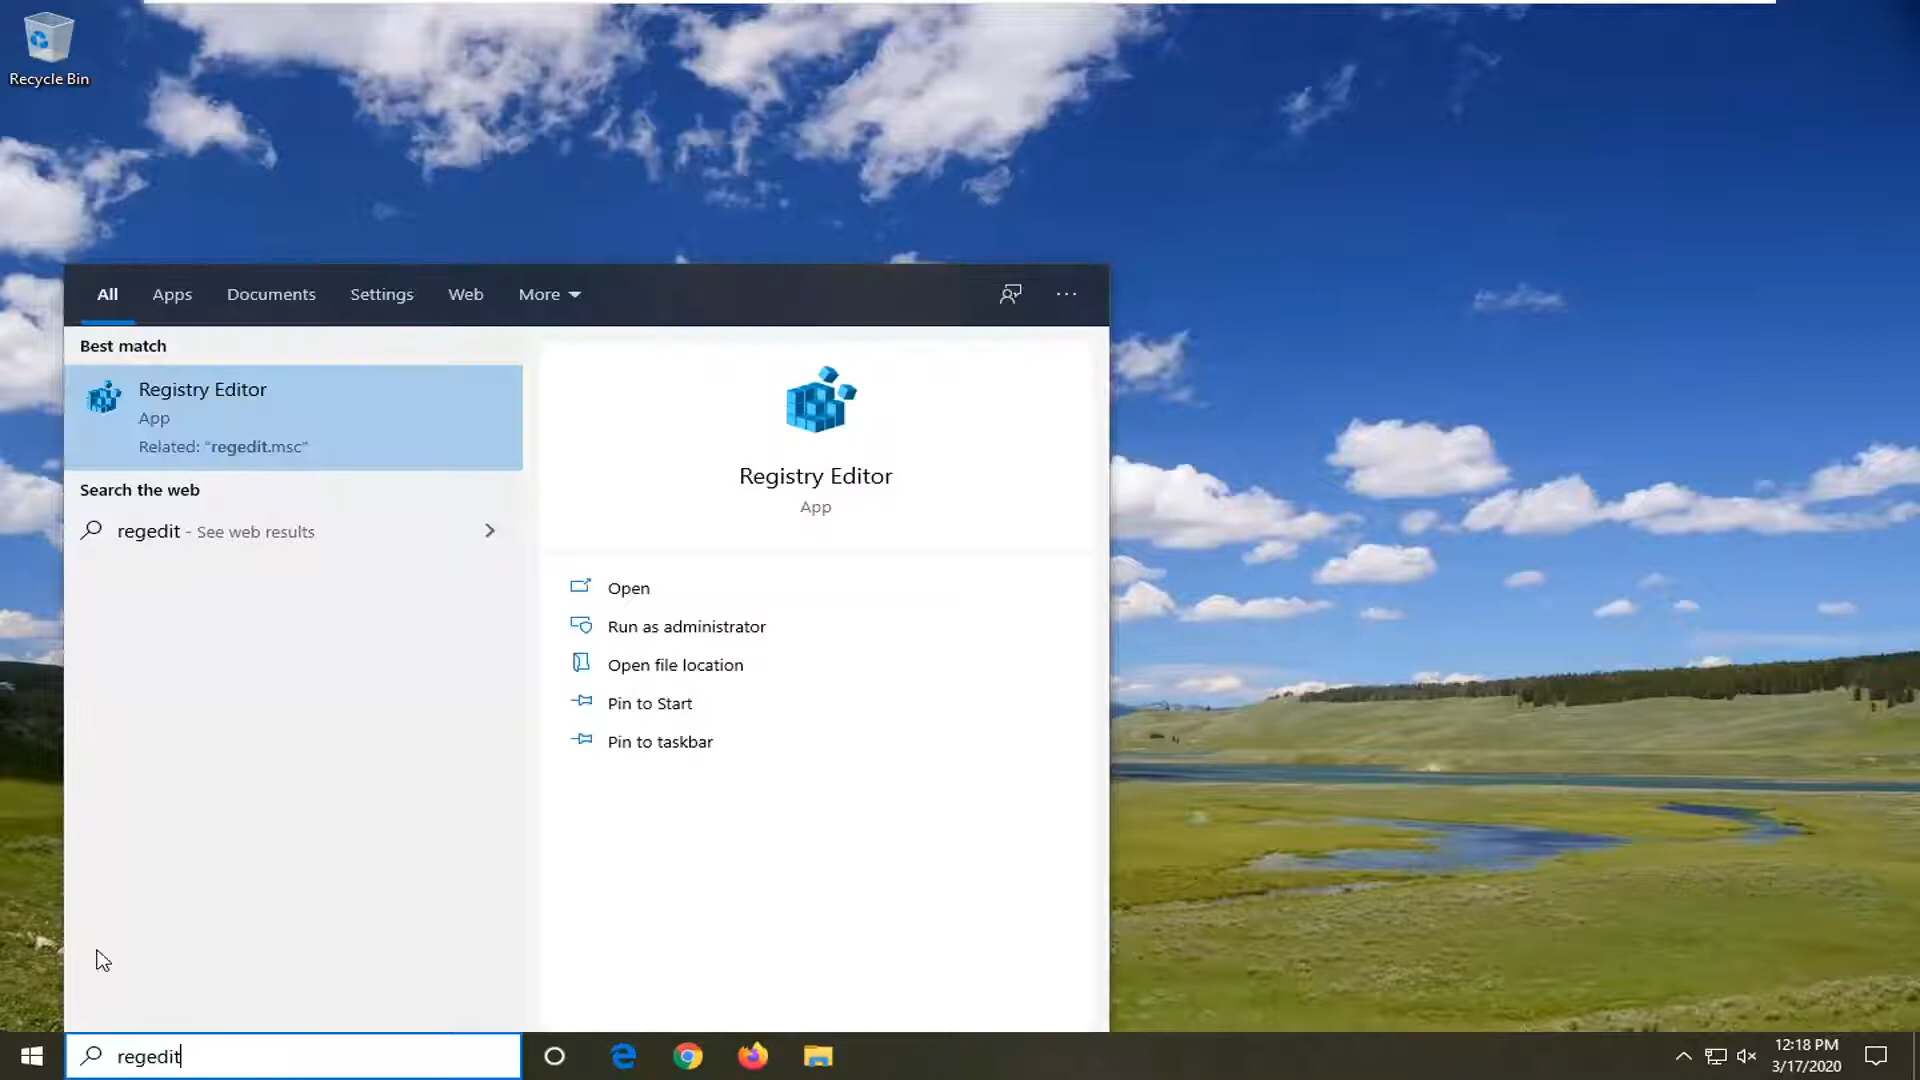 Recycle Bin
All Apps Documents Settings Web More
Best match
Registry Editor
App
Related: "regedit.msc"
Search the web
regedit - See web results
Registry Editor
App
Open
Run as administrator
Open file location
Pin to Start
Pin to taskbar
regedit
12:18 PM
3/17/2020